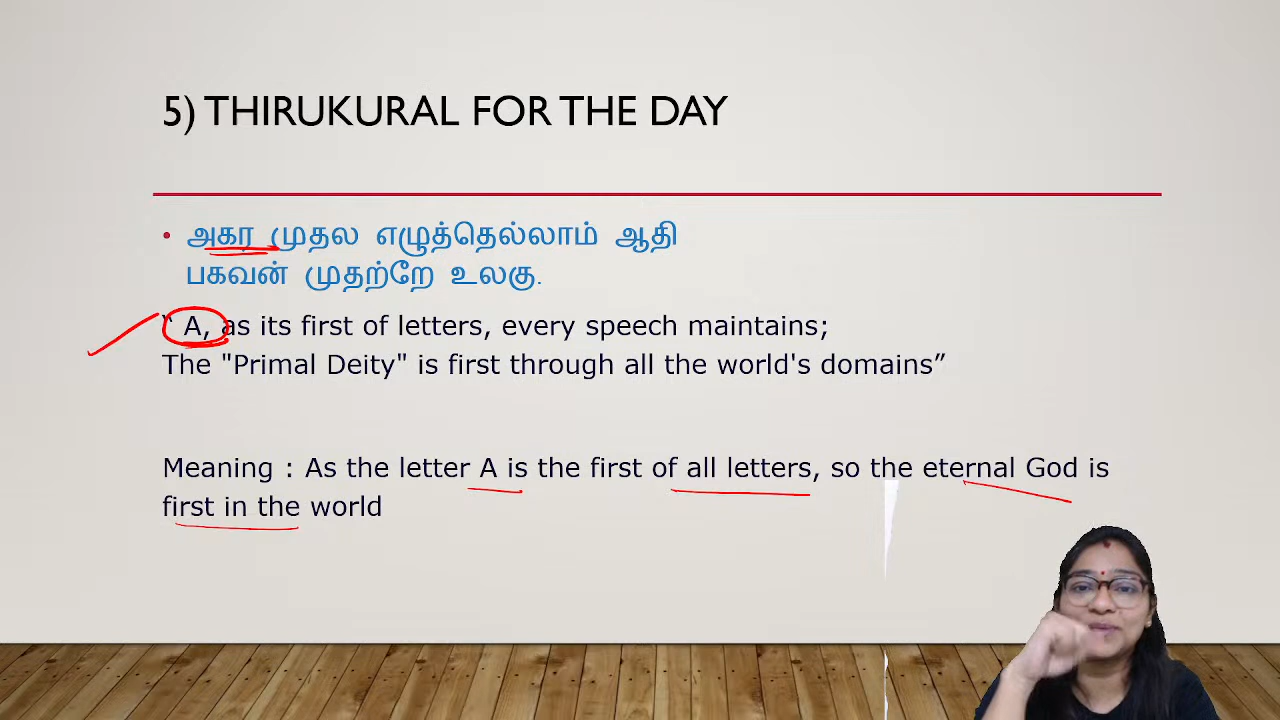 5) THIRUKURAL FOR THE DAY
• அகர முதல எழுத்தெல்லாம் ஆதி
பகவன் முதற்றே உலகு.
“ A, as its first of letters, every speech maintains;
The "Primal Deity" is first through all the world's domains”
Meaning : As the letter A is the first of all letters, so the eternal God is
first in the world